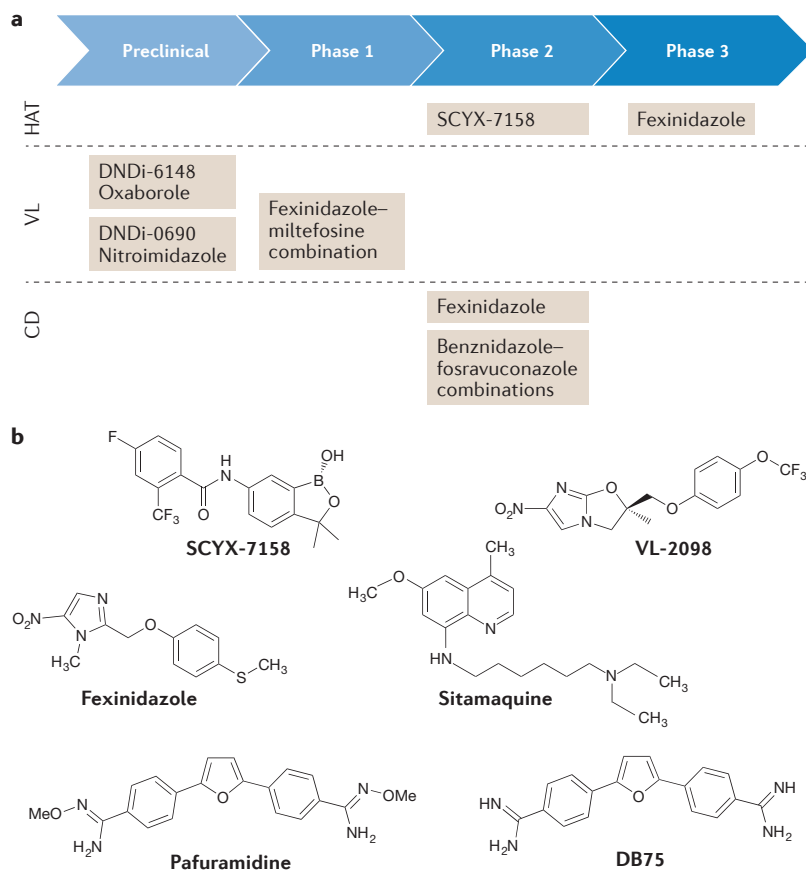 a
Preclinical
Phase 1
Phase 2
Phase 3
HAT
SCYX-7158
Fexinidazole
VL
DNDi-6148
Oxaborole
DNDi-0690
Nitroimidazole
Fexinidazole–
miltefosine
combination
CD
Fexinidazole
Benznidazole–
fosravuconazole
combinations
b
F
CF₃
O
H
N
OH
B
O
SCYX-7158
O₂N
N
N
O
CH₃
O
O
CF₃
VL-2098
O₂N
N
N
H₃C
O
S
CH₃
Fexinidazole
CH₃
H₃C
O
N
HN
N
CH₃
CH₃
Sitamaquine
MeO
N
H₂N
O
N
OMe
NH₂
Pafuramidine
HN
H₂N
O
NH
NH₂
DB75